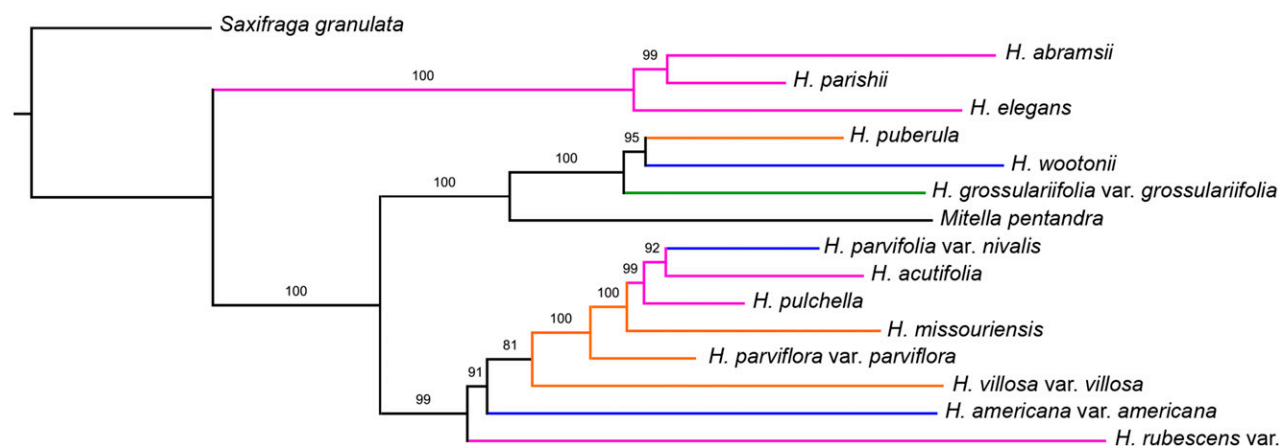 Saxifraga granulata
H. abramsii
99
100
H. parishii
H. elegans
H. puberula
95
100
H. wootonii
100
H. grossulariifolia var. grossulariifolia
Mitella pentandra
H. parvifolia var. nivalis
92
99
H. acutifolia
100
100
H. pulchella
100
H. missouriensis
81
H. parviflora var. parviflora
91
H. villosa var. villosa
99
H. americana var. americana
H. rubescens var.